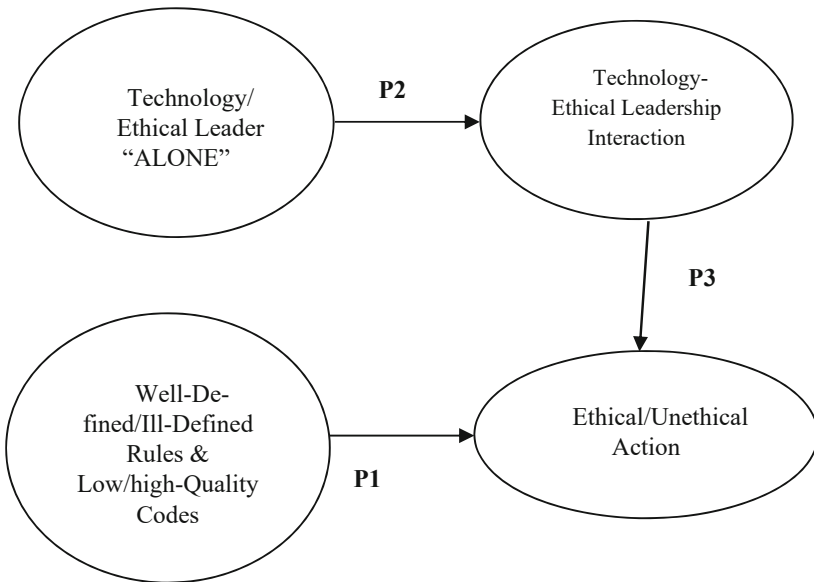 Technology/
Ethical Leader
“ALONE”
P2
Technology-
Ethical Leadership
Interaction
P3
Well-De-
fined/Ill-Defined
Rules &
Low/high-Quality
Codes
P1
Ethical/Unethical
Action